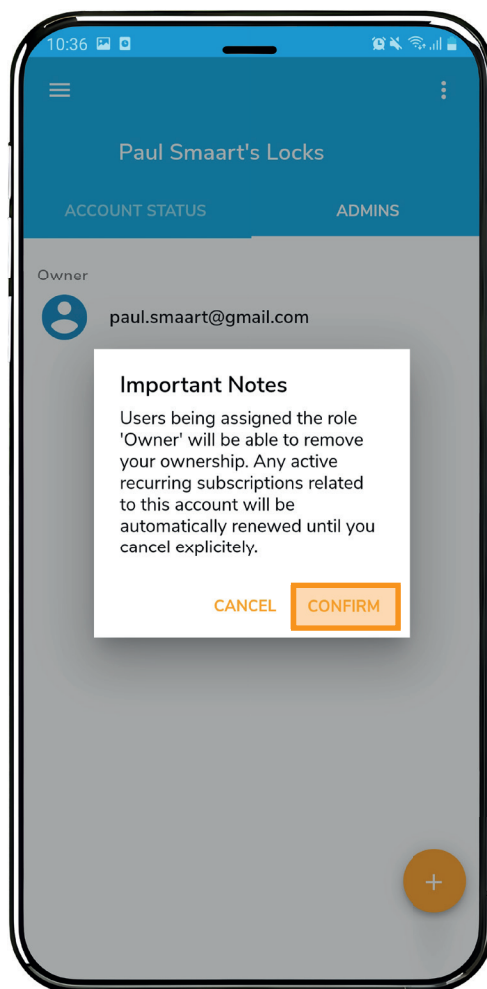 10:36
Paul Smaart's Locks
ACCOUNT STATUS ADMINS
Owner
paul.smaart@gmail.com
Important Notes
Users being assigned the role
'Owner' will be able to remove
your ownership. Any active
recurring subscriptions related
to this account will be
automatically renewed until you
cancel explicitely.
CANCEL CONFIRM